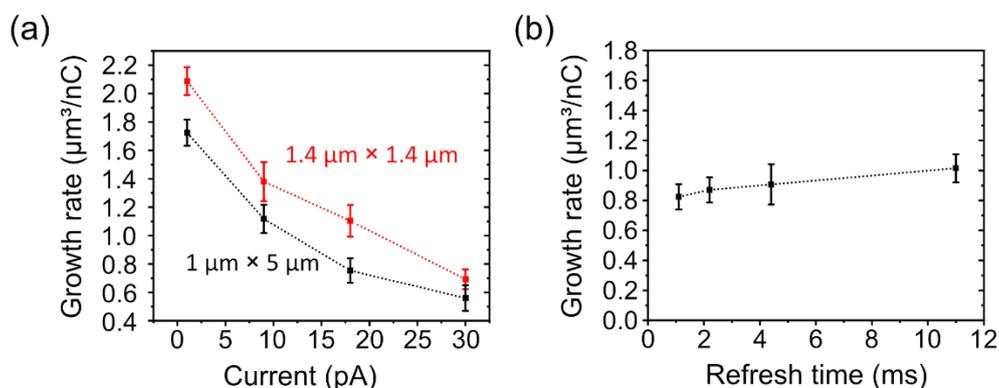 (a)
Growth rate (µm³/nC)
2.2
2.0
1.8
1.6
1.4
1.2
1.0
0.8
0.6
0.4
1.4 µm × 1.4 µm
1 µm × 5 µm
0 5 10 15 20 25 30
Current (pA)
(b)
Growth rate (µm³/nC)
1.8
1.6
1.4
1.2
1.0
0.8
0.6
0.4
0.2
0.0
0 2 4 6 8 10 12
Refresh time (ms)